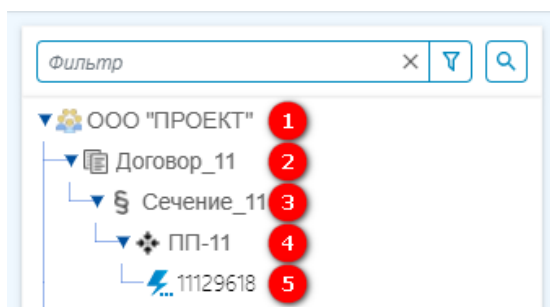 Фильтр
ООО "ПРОЕКТ" 1
Договор_11 2
§ Сечение_11 3
ПП-11 4
11129618 5